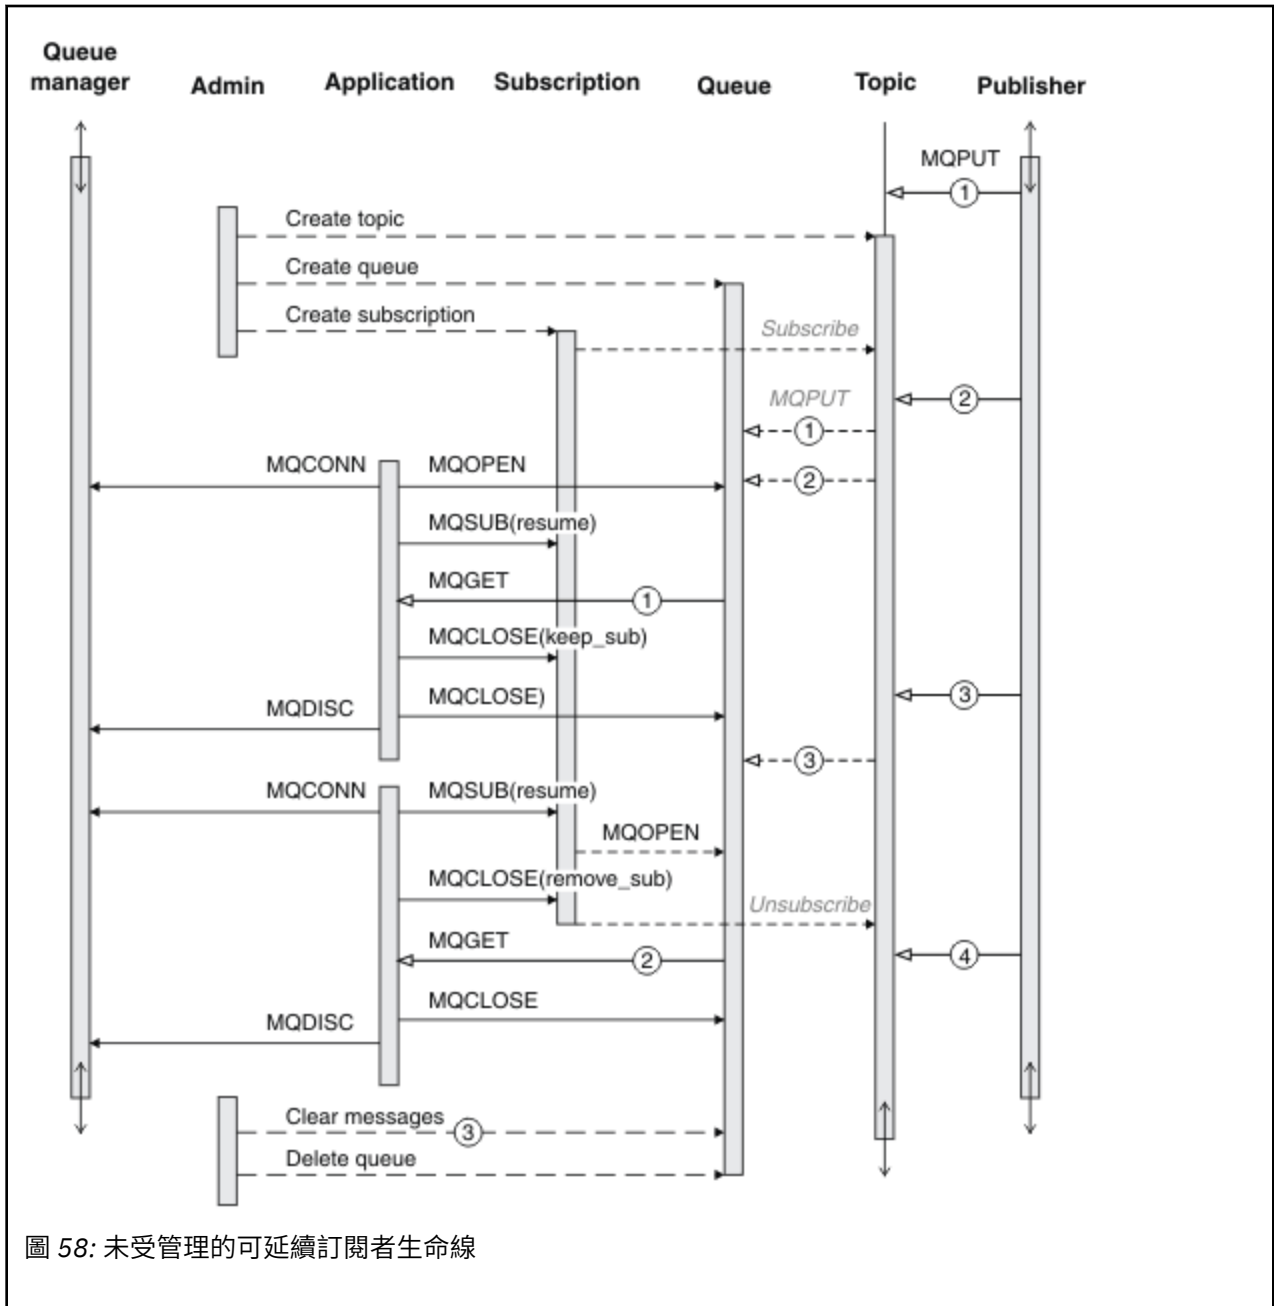 Queue
manager
Admin
Application
Subscription
Queue
Topic
Publisher
MQPUT
1
Create topic
Create queue
Create subscription
Subscribe
MQPUT
2
1
MQCONN
MQOPEN
2
MQSUB(resume)
MQGET
1
MQCLOSE(keep_sub)
MQCLOSE)
3
MQDISC
3
MQCONN
MQSUB(resume)
MQOPEN
MQCLOSE(remove_sub)
Unsubscribe
MQGET
2
4
MQCLOSE
MQDISC
Clear messages
3
Delete queue
圖 58: 未受管理的可延續訂閱者生命線